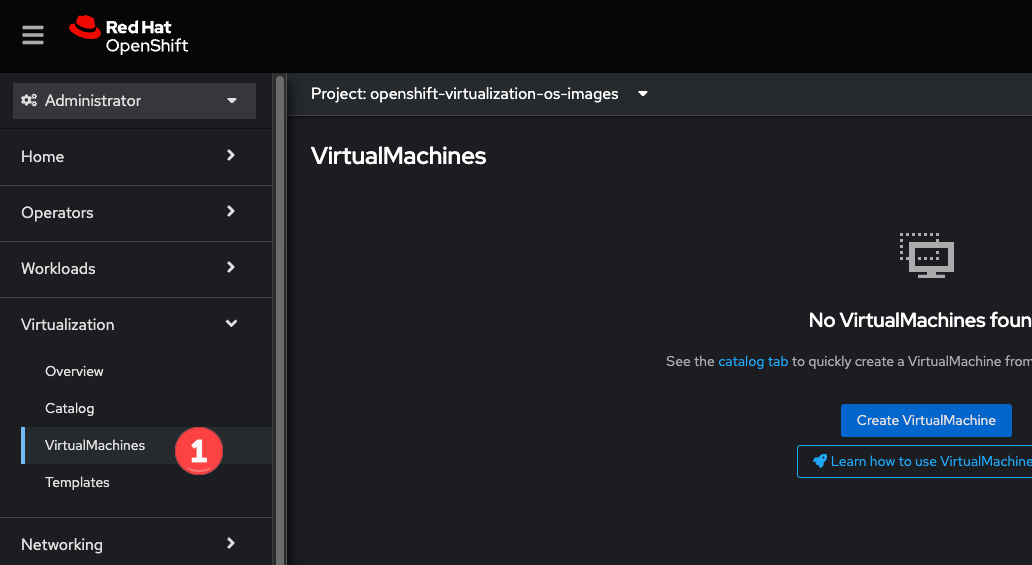 Red Hat
OpenShift
Administrator
Project: openshift-virtualization-os-images
Home
Operators
Workloads
Virtualization
Overview
Catalog
VirtualMachines
1
Templates
Networking
VirtualMachines
No VirtualMachines foun
See the catalog tab to quickly create a VirtualMachine from
Create VirtualMachine
Learn how to use VirtualMachine